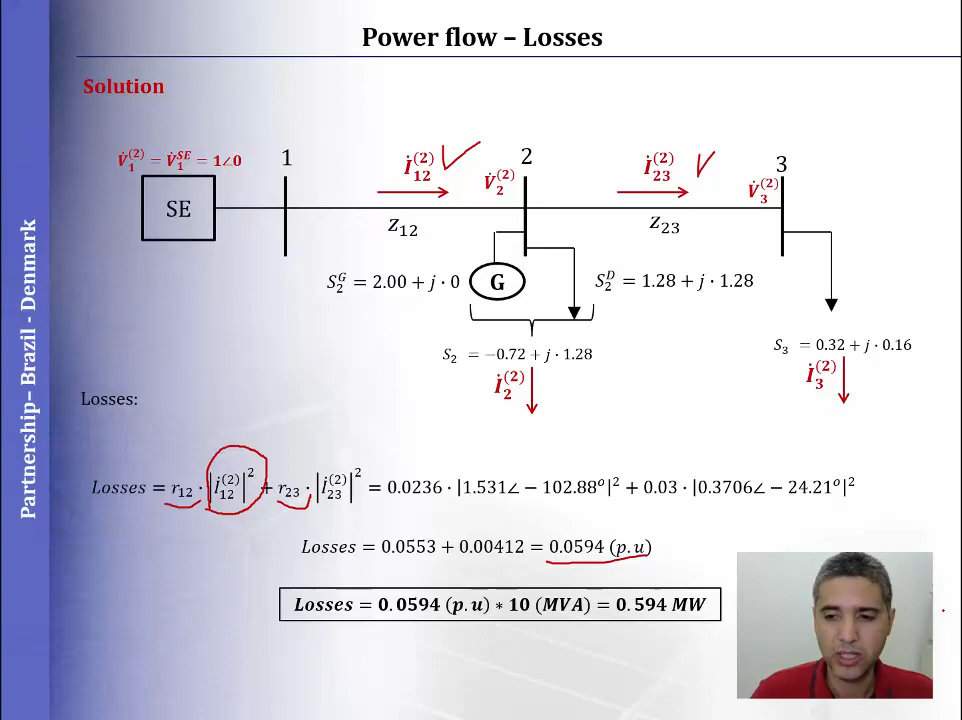 Power flow – Losses
Solution
Partnership– Brazil - Denmark
V̇₁⁽²⁾ = V̇₁ˢᴱ = 1∠0
1
İ₁₂⁽²⁾
2
V̇₂⁽²⁾
İ₂₃⁽²⁾
3
V̇₃⁽²⁾
SE
z₁₂
z₂₃
S₂ᴳ = 2.00 + j · 0
G
S₂ᴰ = 1.28 + j · 1.28
S₂ = −0.72 + j · 1.28
S₃ = 0.32 + j · 0.16
İ₂⁽²⁾
İ₃⁽²⁾
Losses:
Losses = r₁₂ · |İ₁₂⁽²⁾|² + r₂₃ · |İ₂₃⁽²⁾|² = 0.0236 · |1.531∠ − 102.88º|² + 0.03 · |0.3706∠ − 24.21º|²
Losses = 0.0553 + 0.00412 = 0.0594 (p.u)
Losses = 0.0594 (p.u) * 10 (MVA) = 0.594 MW